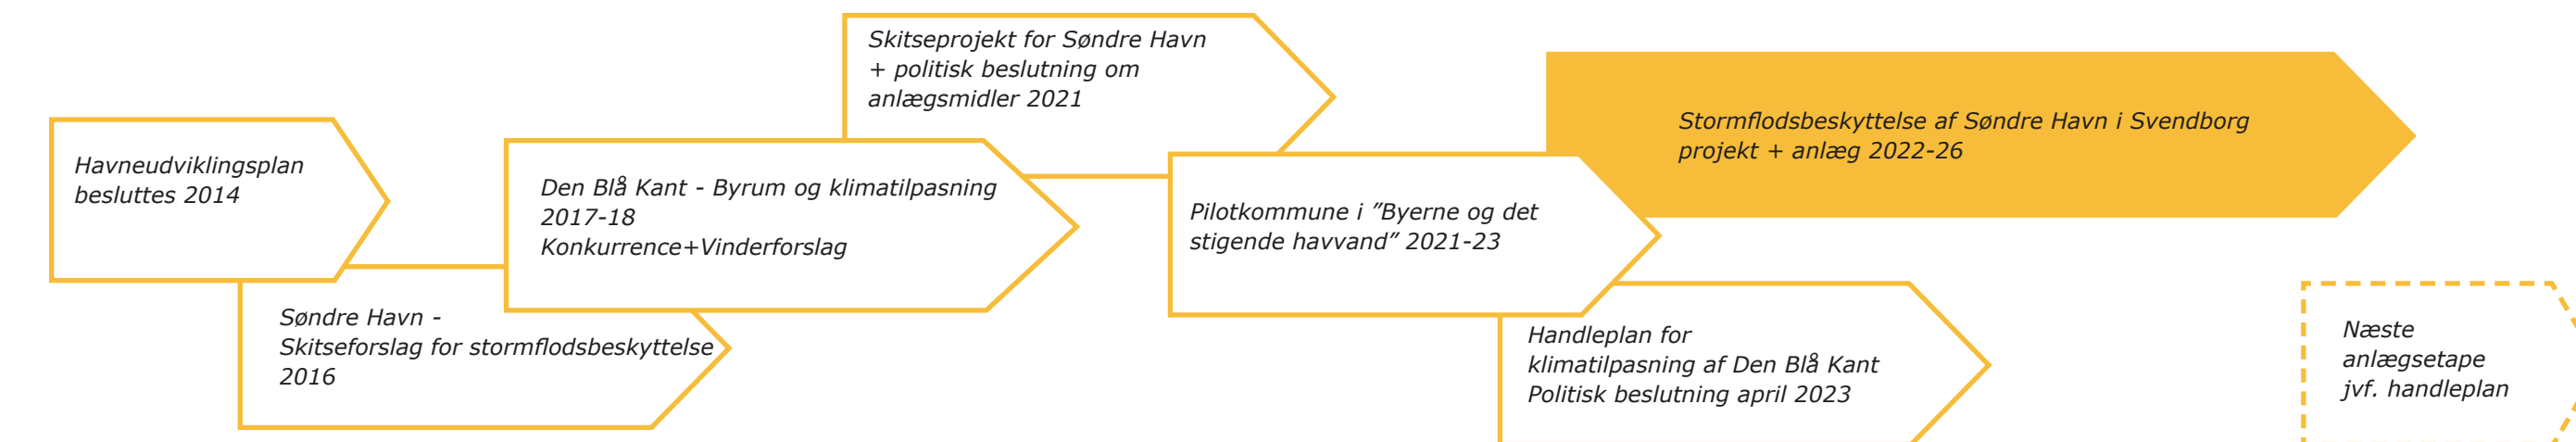 Havneudviklingsplan
besluttes 2014
Søndre Havn -
Skitseforslag for stormflodsbeskyttelse
2016
Den Blå Kant - Byrum og klimatilpasning
2017-18
Konkurrence+Vinderforslag
Skitseprojekt for Søndre Havn
+ politisk beslutning om
anlægsmidler 2021
Pilotkommune i ”Byerne og det
stigende havvand” 2021-23
Stormflodsbeskyttelse af Søndre Havn i Svendborg
projekt + anlæg 2022-26
Handleplan for
klimatilpasning af Den Blå Kant
Politisk beslutning april 2023
Næste
anlægsetape
jvf. handleplan